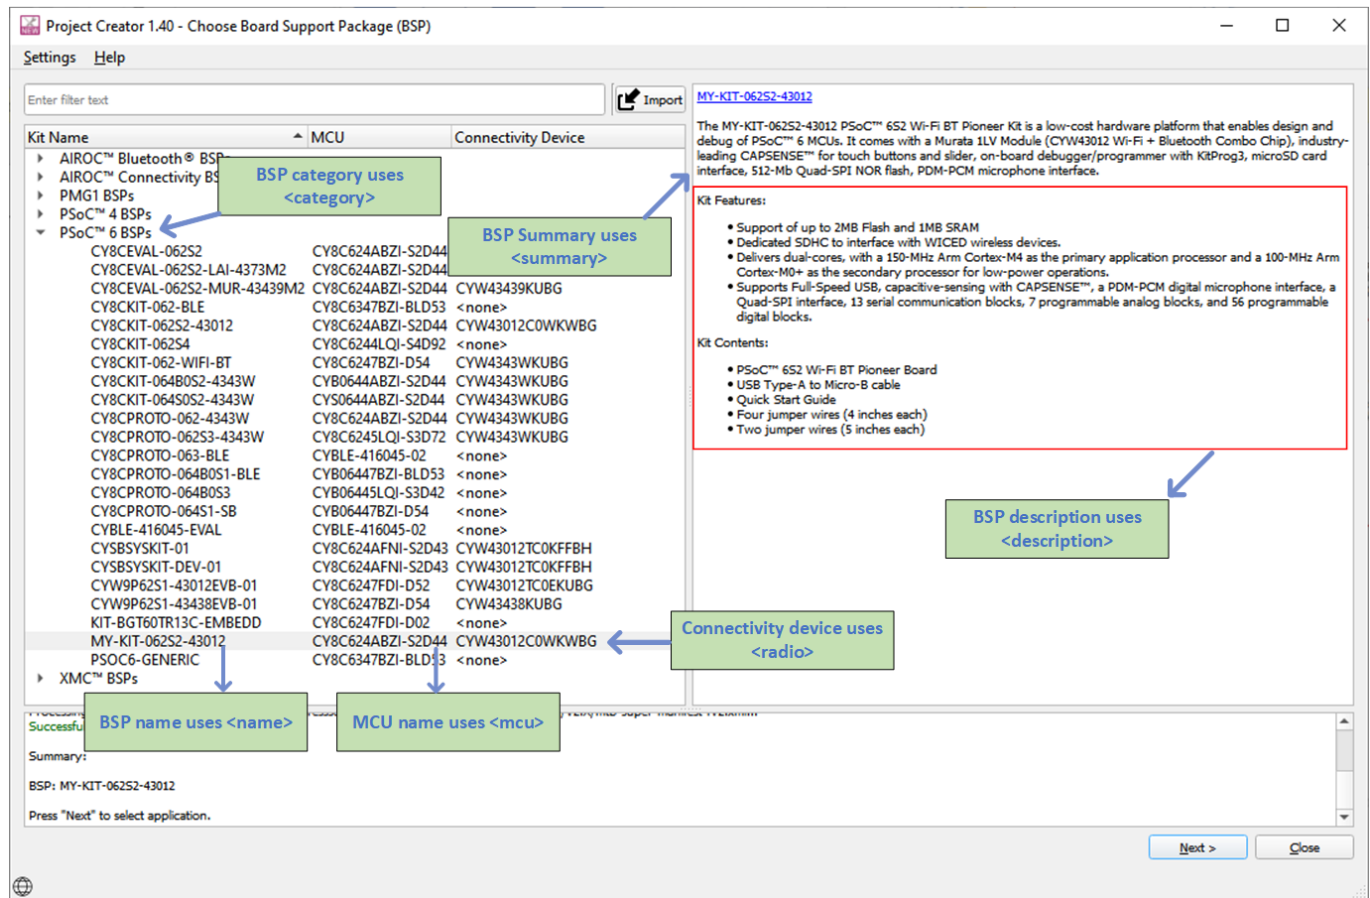 Project Creator 1.40 - Choose Board Support Package (BSP)
Settings Help
Enter filter text
Import
Kit Name MCU Connectivity Device
AIROC™ Bluetooth® BSPs
AIROC™ Connectivity BS
PMG1 BSPs
PSoC™ 4 BSPs
PSoC™ 6 BSPs
CY8CEVAL-062S2 CY8C624ABZI-S2D44
CY8CEVAL-062S2-LAI-4373M2 CY8C624ABZI-S2D44
CY8CEVAL-062S2-MUR-43439M2 CY8C624ABZI-S2D44 CYW43439KUBG
CY8CKIT-062-BLE CY8C6347BZI-BLD53 <none>
CY8CKIT-062S2-43012 CY8C624ABZI-S2D44 CYW43012C0WKWBG
CY8CKIT-062S4 CY8C6244LQI-S4D92 <none>
CY8CKIT-062-WIFI-BT CY8C6247BZI-D54 CYW4343WKUBG
CY8CKIT-064B0S2-4343W CYB0644ABZI-S2D44 CYW4343WKUBG
CY8CKIT-064S0S2-4343W CYS0644ABZI-S2D44 CYW4343WKUBG
CY8CPROTO-062-4343W CY8C624ABZI-S2D44 CYW4343WKUBG
CY8CPROTO-062S3-4343W CY8C6245LQI-S3D72 CYW4343WKUBG
CY8CPROTO-063-BLE CYBLE-416045-02 <none>
CY8CPROTO-064B0S1-BLE CYB06447BZI-BLD53 <none>
CY8CPROTO-064B0S3 CYB06445LQI-S3D42 <none>
CY8CPROTO-064S1-SB CYB06447BZI-D54 <none>
CYBLE-416045-EVAL CYBLE-416045-02 <none>
CYSBSYSKIT-01 CY8C624AFNI-S2D43 CYW43012TC0KFFBH
CYSBSYSKIT-DEV-01 CY8C624AFNI-S2D43 CYW43012TC0KFFBH
CYW9P62S1-43012EVB-01 CY8C6247FDI-D52 CYW43012TC0EKUBG
CYW9P62S1-43438EVB-01 CY8C6247BZI-D54 CYW43438KUBG
KIT-BGT60TR13C-EMBEDD CY8C6247FDI-D02 <none>
MY-KIT-062S2-43012 CY8C624ABZI-S2D44 CYW43012C0WKWBG
PSOC6-GENERIC CY8C6347BZI-BLD53 <none>
XMC™ BSPs
BSP category uses
<category>
BSP Summary uses
<summary>
Connectivity device uses
<radio>
BSP name uses <name>
MCU name uses <mcu>
MY-KIT-062S2-43012
The MY-KIT-062S2-43012 PSoC™ 6S2 Wi-Fi BT Pioneer Kit is a low-cost hardware platform that enables design and
debug of PSoC™ 6 MCUs. It comes with a Murata 1LV Module (CYW43012 Wi-Fi + Bluetooth Combo Chip), industry-
leading CAPSENSE™ for touch buttons and slider, on-board debugger/programmer with KitProg3, microSD card
interface, 512-Mb Quad-SPI NOR flash, PDM-PCM microphone interface.
Kit Features:
• Support of up to 2MB Flash and 1MB SRAM
• Dedicated SDHC to interface with WICED wireless devices.
• Delivers dual-cores, with a 150-MHz Arm Cortex-M4 as the primary application processor and a 100-MHz Arm
Cortex-M0+ as the secondary processor for low-power operations.
• Supports Full-Speed USB, capacitive-sensing with CAPSENSE™, a PDM-PCM digital microphone interface, a
Quad-SPI interface, 13 serial communication blocks, 7 programmable analog blocks, and 56 programmable
digital blocks.
Kit Contents:
• PSoC™ 6S2 Wi-Fi BT Pioneer Board
• USB Type-A to Micro-B cable
• Quick Start Guide
• Four jumper wires (4 inches each)
• Two jumper wires (5 inches each)
BSP description uses
<description>
Successfu
Summary:
BSP: MY-KIT-062S2-43012
Press "Next" to select application.
Next > Close